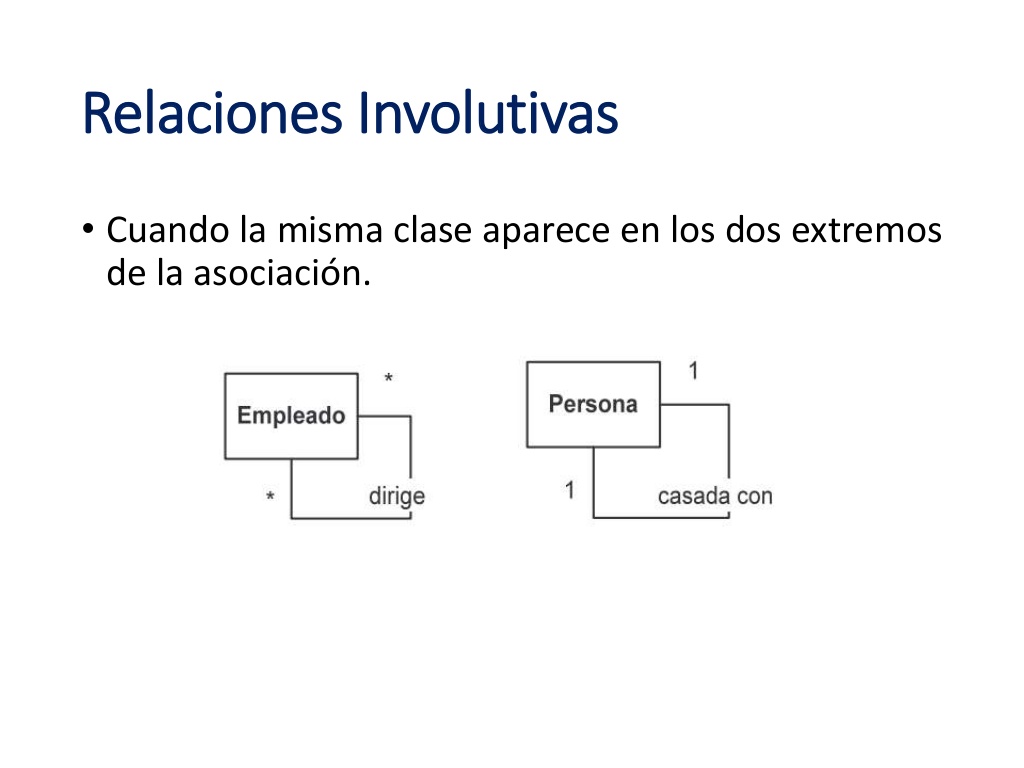 Relaciones Involutivas
• Cuando la misma clase aparece en los dos extremos
de la asociación.
*
Empleado
*
dirige
1
Persona
1
casada con